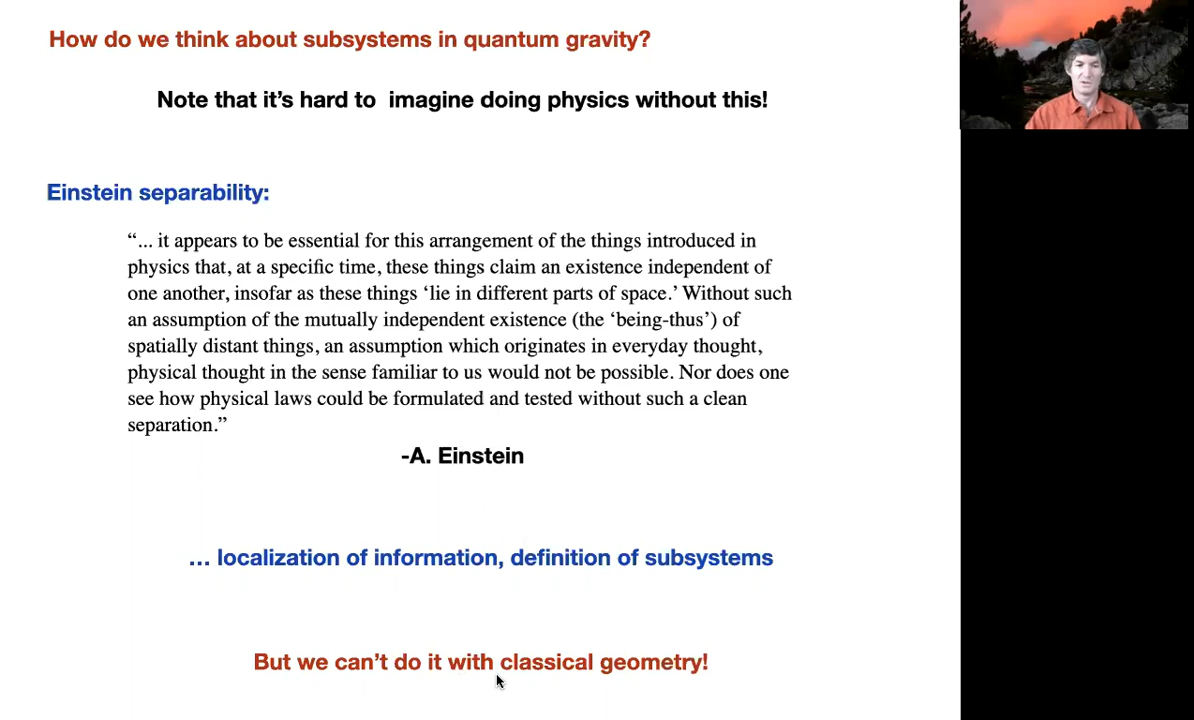 How do we think about subsystems in quantum gravity?
Note that it's hard to imagine doing physics without this!
Einstein separability:
“... it appears to be essential for this arrangement of the things introduced in
physics that, at a specific time, these things claim an existence independent of
one another, insofar as these things ‘lie in different parts of space.’ Without such
an assumption of the mutually independent existence (the ‘being-thus’) of
spatially distant things, an assumption which originates in everyday thought,
physical thought in the sense familiar to us would not be possible. Nor does one
see how physical laws could be formulated and tested without such a clean
separation.”
-A. Einstein
... localization of information, definition of subsystems
But we can't do it with classical geometry!